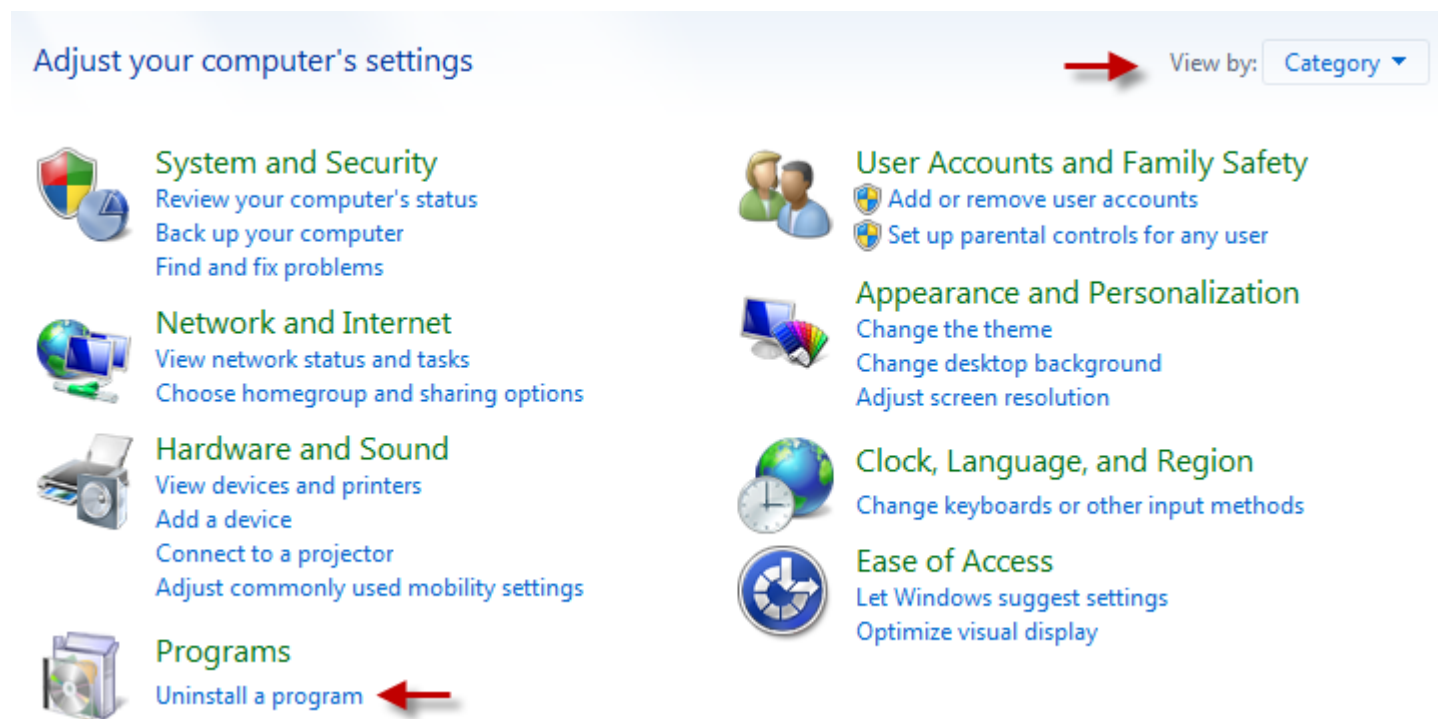 Adjust your computer's settings
View by: Category
System and Security
Review your computer's status
Back up your computer
Find and fix problems
Network and Internet
View network status and tasks
Choose homegroup and sharing options
Hardware and Sound
View devices and printers
Add a device
Connect to a projector
Adjust commonly used mobility settings
Programs
Uninstall a program
User Accounts and Family Safety
Add or remove user accounts
Set up parental controls for any user
Appearance and Personalization
Change the theme
Change desktop background
Adjust screen resolution
Clock, Language, and Region
Change keyboards or other input methods
Ease of Access
Let Windows suggest settings
Optimize visual display